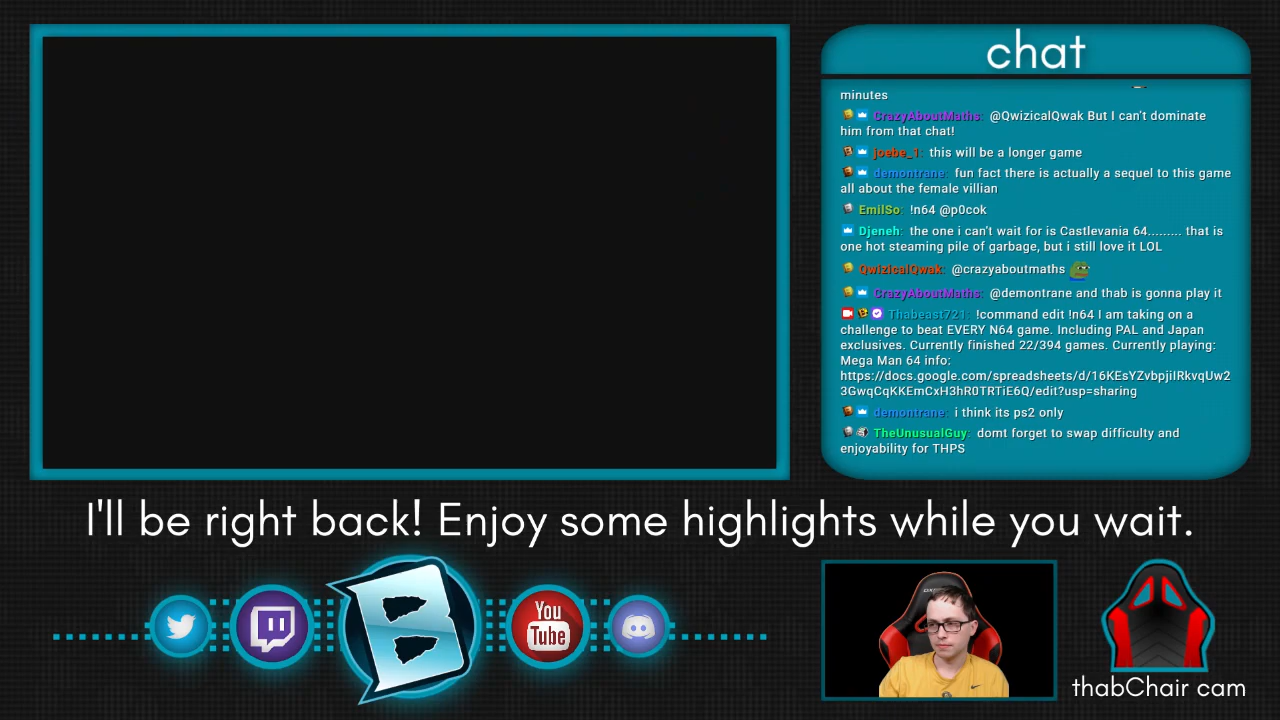 chat
minutes
CrazyAboutMaths: @QwizicalQwak But I can't dominate
him from that chat!
joebe_1: this will be a longer game
demontrane: fun fact there is actually a sequel to this game
all about the female villian
EmilSo: !n64 @p0cok
Djeneh: the one i can't wait for is Castlevania 64......... that is
one hot steaming pile of garbage, but i still love it LOL
QwizicalQwak: @crazyaboutmaths
CrazyAboutMaths: @demontrane and thab is gonna play it
Thabeast721: !command edit !n64 I am taking on a
challenge to beat EVERY N64 game. Including PAL and Japan
exclusives. Currently finished 22/394 games. Currently playing:
Mega Man 64 info:
https://docs.google.com/spreadsheets/d/16KEsYZvbpjiIRkvqUw2
3GwqCqKKEmCxH3hR0TRTiE6Q/edit?usp=sharing
demontrane: i think its ps2 only
TheUnusualGuy: domt forget to swap difficulty and
enjoyability for THPS
I'll be right back! Enjoy some highlights while you wait.
B
You
Tube
thabChair cam